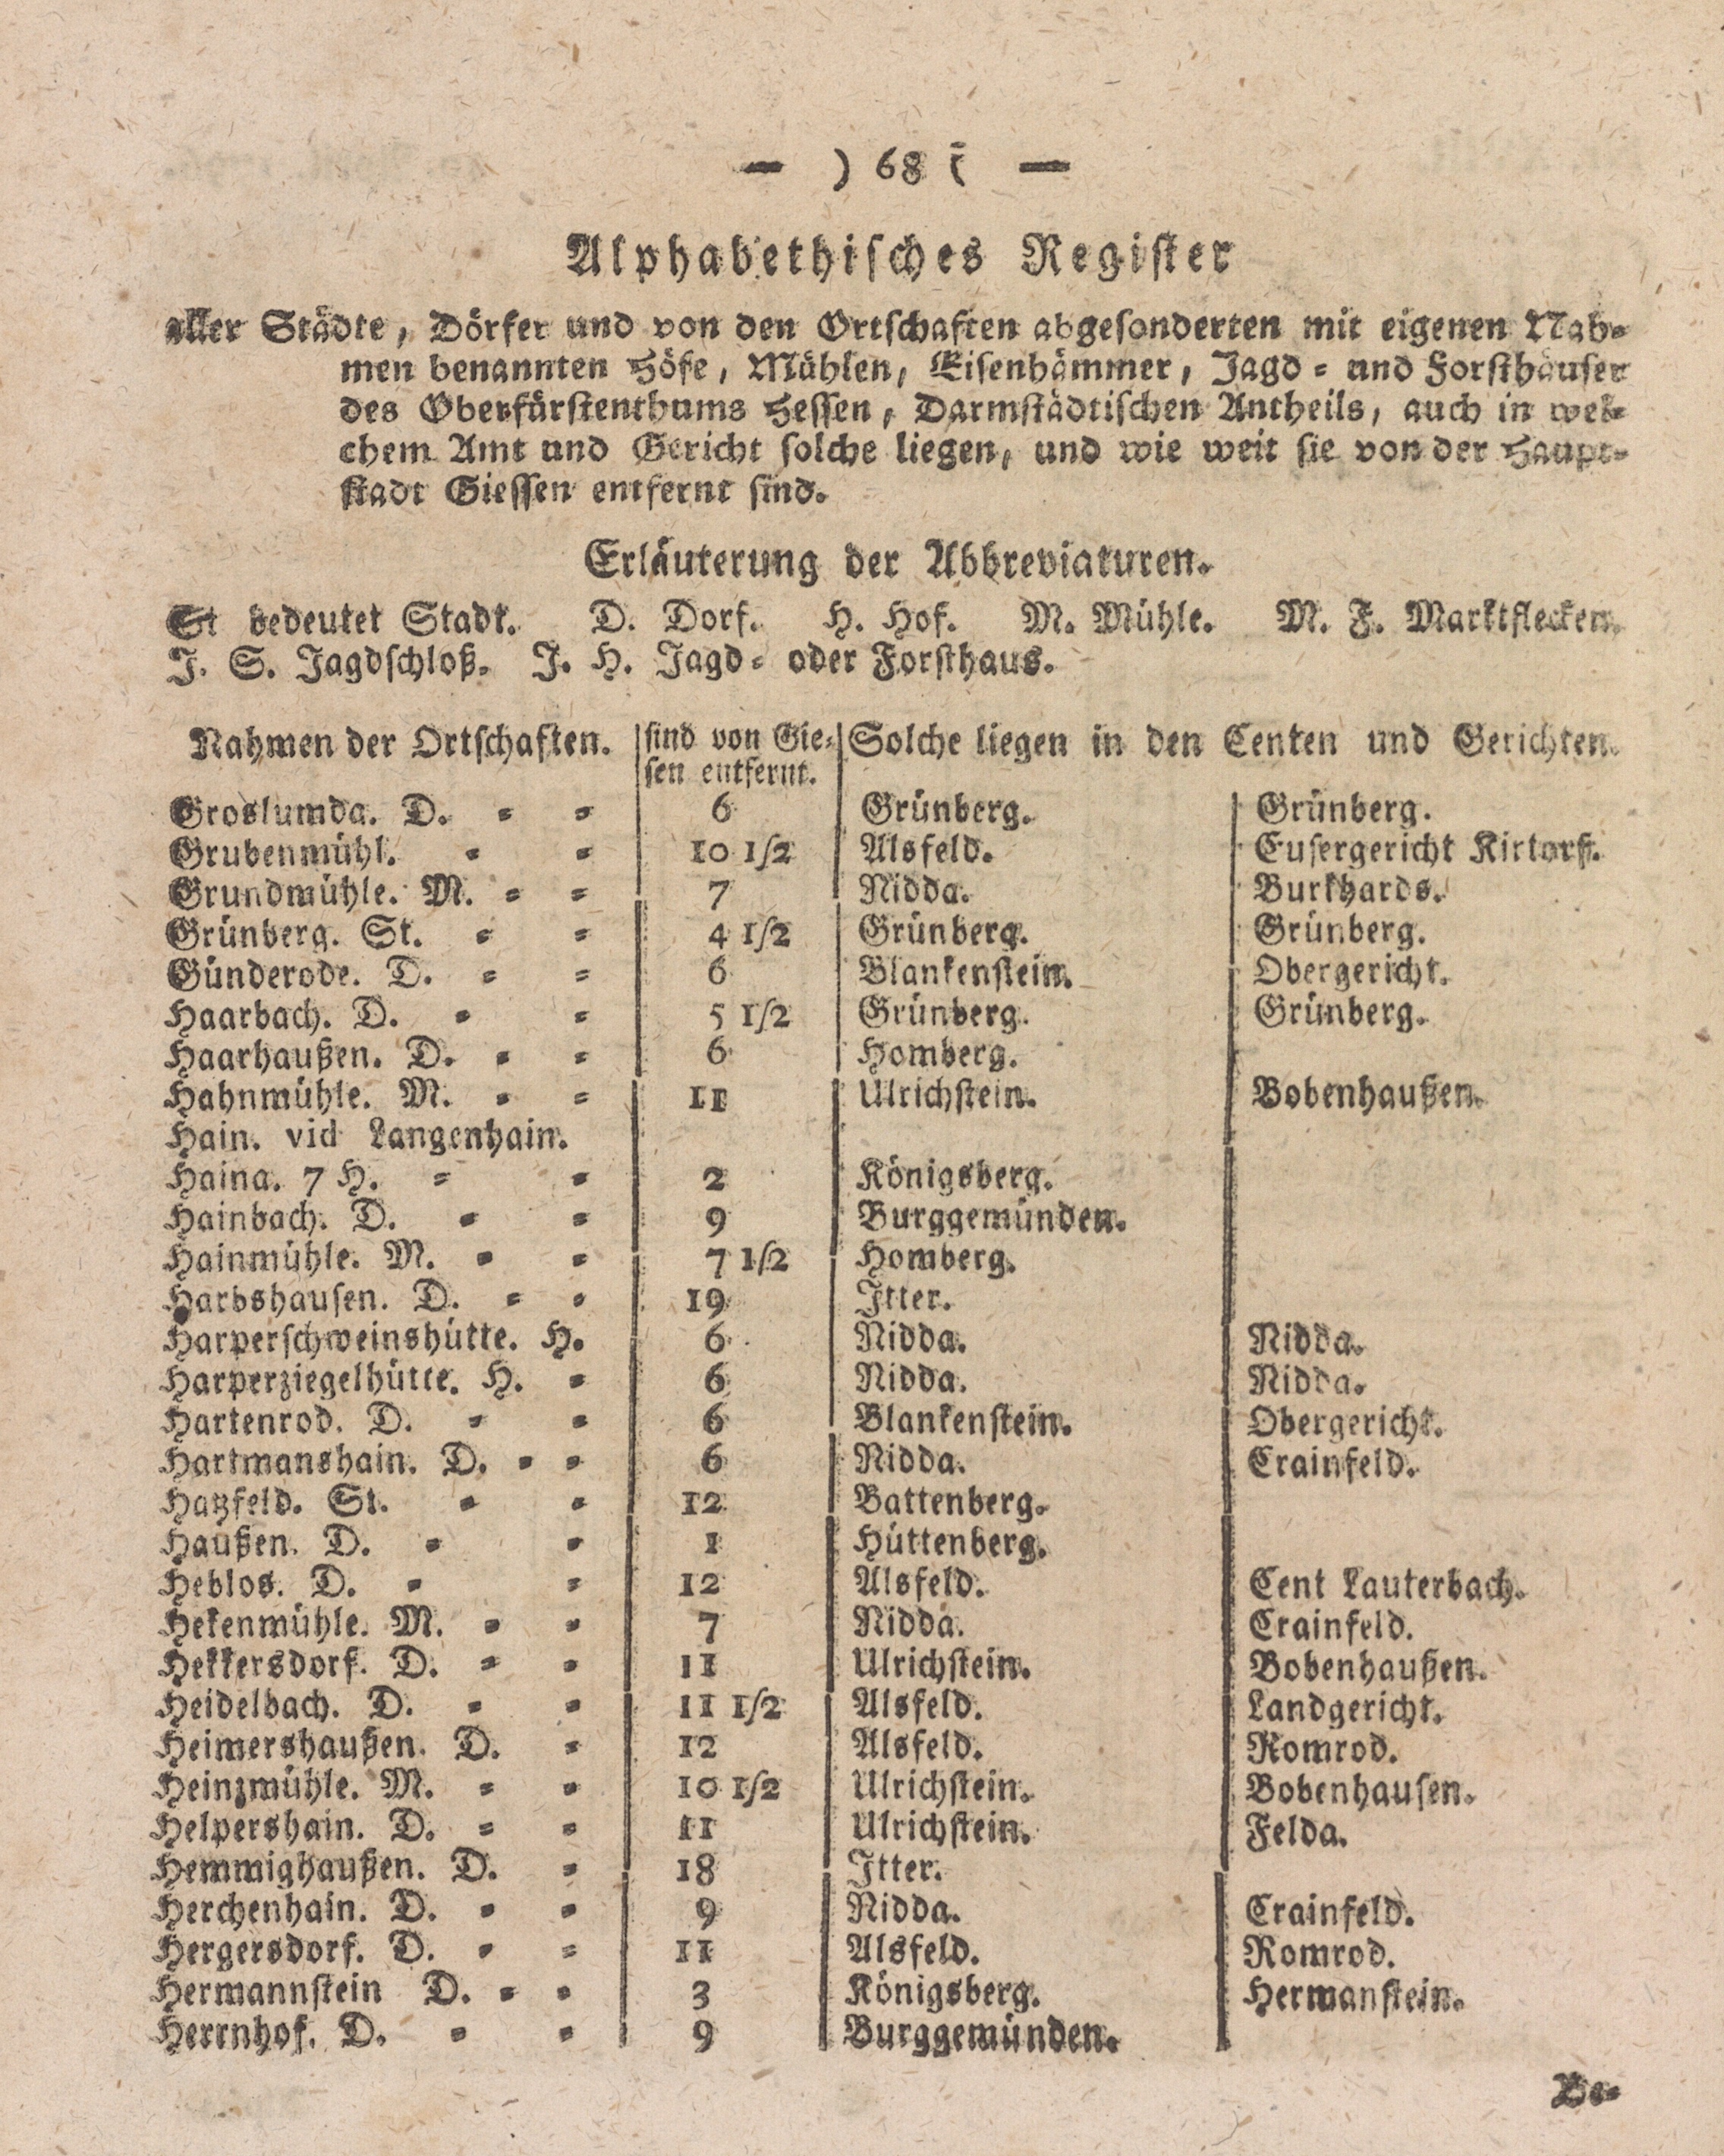 — ) 68 ( —
Alphabethisches Register
aller Städte, Dörfer und von den Ortschaften abgesonderten mit eigenen Nah-
men benannten Höfe, Mühlen, Eisenhämmer, Jagd- und Forsthäuser
des Oberfürstenthums Hessen, Darmstädtischen Antheils, auch in wel-
chem Amt und Gericht solche liegen, und wie weit sie von der Haupt-
stadt Giessen entfernt sind.
Erläuterung der Abbreviaturen.
St bedeutet Stadt. D. Dorf. H. Hof. M. Mühle. M. F. Marktflecken.
J. S. Jagdschloß. J. H. Jagd- oder Forsthaus.
Nahmen der Ortschaften. sind von Gie- Solche liegen in den Centen und Gerichten.
sen entfernt.
Groslumda. D. 6 Grünberg. Grünberg.
Grubenmühl. 10 1/2 Alsfeld. Eusergericht Kirtorff.
Grundmühle. M. 7 Nidda. Burkhards.
Grünberg. St. 4 1/2 Grünberg. Grünberg.
Günderode. D. 6 Blankenstein. Obergericht.
Haarbach. D. 5 1/2 Grünberg. Grünberg.
Haarhaußen. D. 6 Homberg.
Hahnmühle. M. 11 Ulrichstein. Bobenhaußen.
Hain. vid Langenhain.
Haina. 7 H. 2 Königsberg.
Hainbach. D. 9 Burggemünden.
Hainmühle. M. 7 1/2 Homberg.
Harbshausen. D. 19 Itter.
Harperschweinshütte. H. 6 Nidda. Nidda.
Harperziegelhütte. H. 6 Nidda. Nidda.
Hartenrod. D. 6 Blankenstein. Obergericht.
Hartmanshain. D. 6 Nidda. Crainfeld.
Hatzfeld. St. 12 Battenberg.
Haußen. D. 1 Hüttenberg.
Heblos. D. 12 Alsfeld. Cent Lauterbach.
Hekenmühle. M. 7 Nidda. Crainfeld.
Hekkersdorf. D. 11 Ulrichstein. Bobenhaußen.
Heidelbach. D. 11 1/2 Alsfeld. Landgericht.
Heimershaußen. D. 12 Alsfeld. Romrod.
Heinzmühle. M. 10 1/2 Ulrichstein. Bobenhausen.
Helpershain. D. 11 Ulrichstein. Felda.
Hemmighaußen. D. 18 Itter.
Herchenhain. D. 9 Nidda. Crainfeld.
Hergersdorf. D. 11 Alsfeld. Romrod.
Hermannstein D. 3 Königsberg. Hermanstein.
Herrnhof. D. 9 Burggemünden.